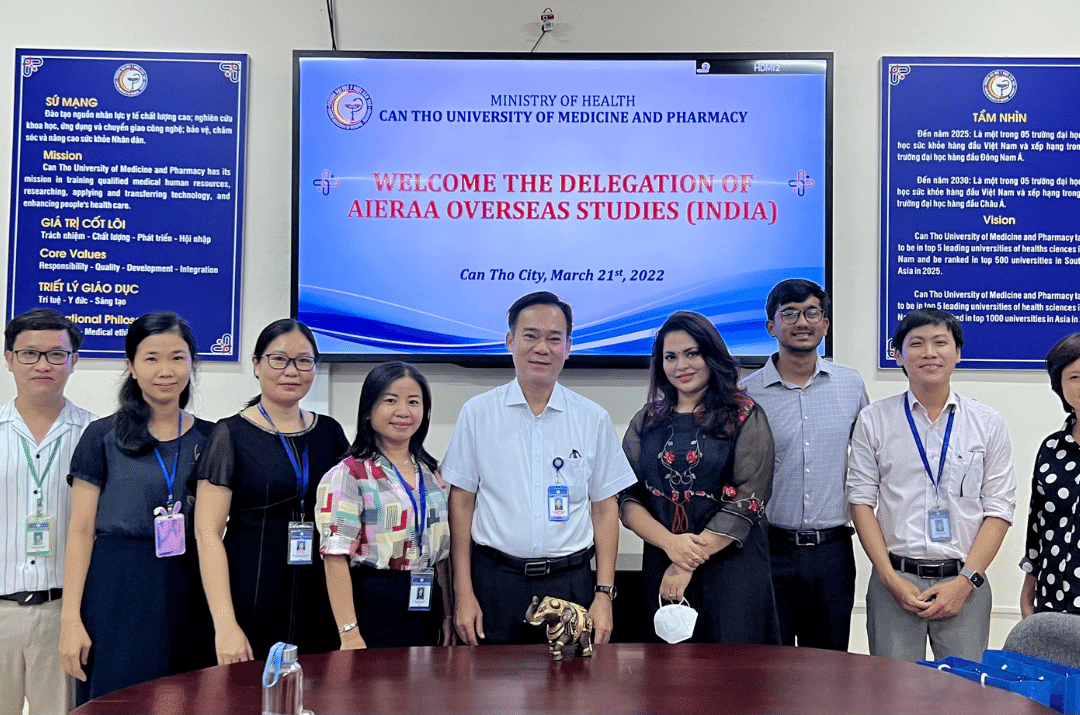 SỨ MẠNG
Đào tạo nguồn nhân lực y tế chất lượng cao; nghiên cứu
khoa học, ứng dụng và chuyển giao công nghệ; bảo vệ, chăm
sóc và nâng cao sức khỏe Nhân dân.
Mission
Can Tho University of Medicine and Pharmacy has its
mission in training qualified medical human resources,
researching, applying and transferring technology, and
enhancing people's health care.
GIÁ TRỊ CỐT LÕI
Trách nhiệm - Chất lượng - Phát triển - Hội nhập
Core Values
Responsibility - Quality - Development - Integration
TRIẾT LÝ GIÁO DỤC
Trí tuệ - Y đức - Sáng tạo
ational Philoso
- Medical eth
HDMI2
MINISTRY OF HEALTH
CAN THO UNIVERSITY OF MEDICINE AND PHARMACY
WELCOME THE DELEGATION OF
AIERAA OVERSEAS STUDIES (INDIA)
Can Tho City, March 21st, 2022
TẦM NHÌN
Đến năm 2025: Là một trong 05 trường đại học
học sức khỏe hàng đầu Việt Nam và xếp hạng tron
trường đại học hàng đầu Đông Nam Á.
Đến năm 2030: Là một trong 05 trường đại học
học sức khỏe hàng đầu Việt Nam và xếp hạng tron
trường đại học hàng đầu Châu Á.
Vision
Can Tho University of Medicine and Pharmacy ta
to be in top 5 leading universities of healths ciences i
Nam and be ranked in top 500 universities in Sout
Asia in 2025.
Can Tho University of Medicine and Pharmacy ta
to be in top 5 leading universities of health sciences i
d in top 1000 universities in Asia in